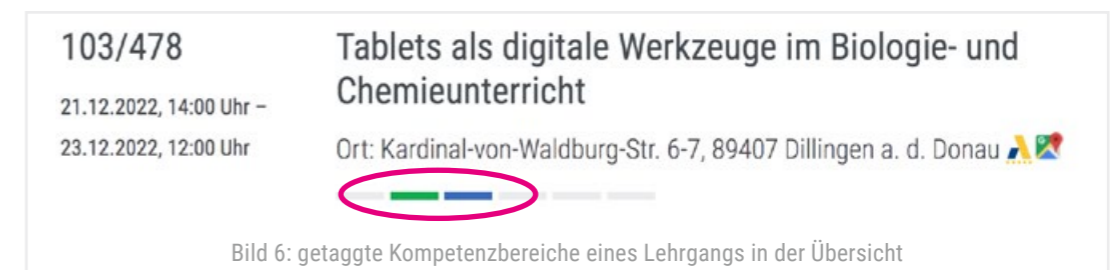 103/478
21.12.2022, 14:00 Uhr –
23.12.2022, 12:00 Uhr
Tablets als digitale Werkzeuge im Biologie- und
Chemieunterricht
Ort: Kardinal-von-Waldburg-Str. 6-7, 89407 Dillingen a. d. Donau
Bild 6: getaggte Kompetenzbereiche eines Lehrgangs in der Übersicht